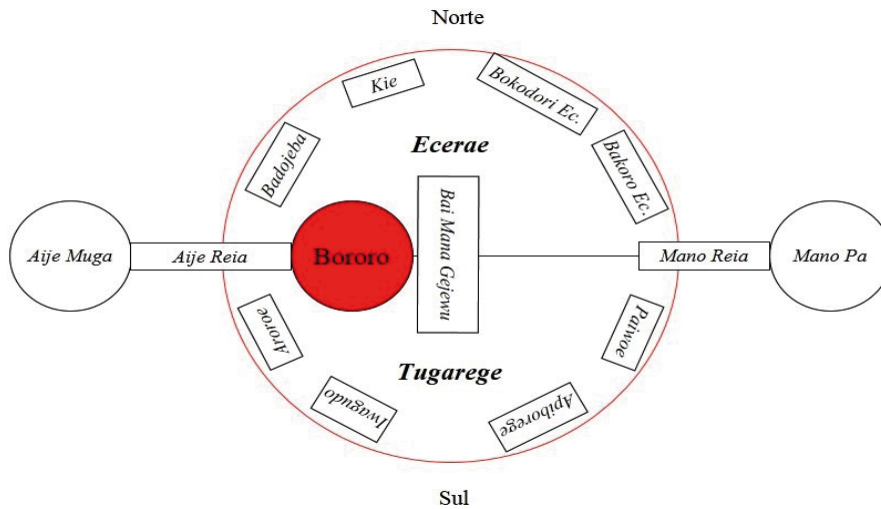 Norte
Kie
Bokodori Ec.
Badojeba
Ecerae
Bakoro Ec.
Aije Muga
Aije Reia
Bororo
Bai Mana Gejewu
Mano Reia
Mano Pa
Aroroe
Paiwoe
Tugarege
Iwagudo
Apiborege
Sul